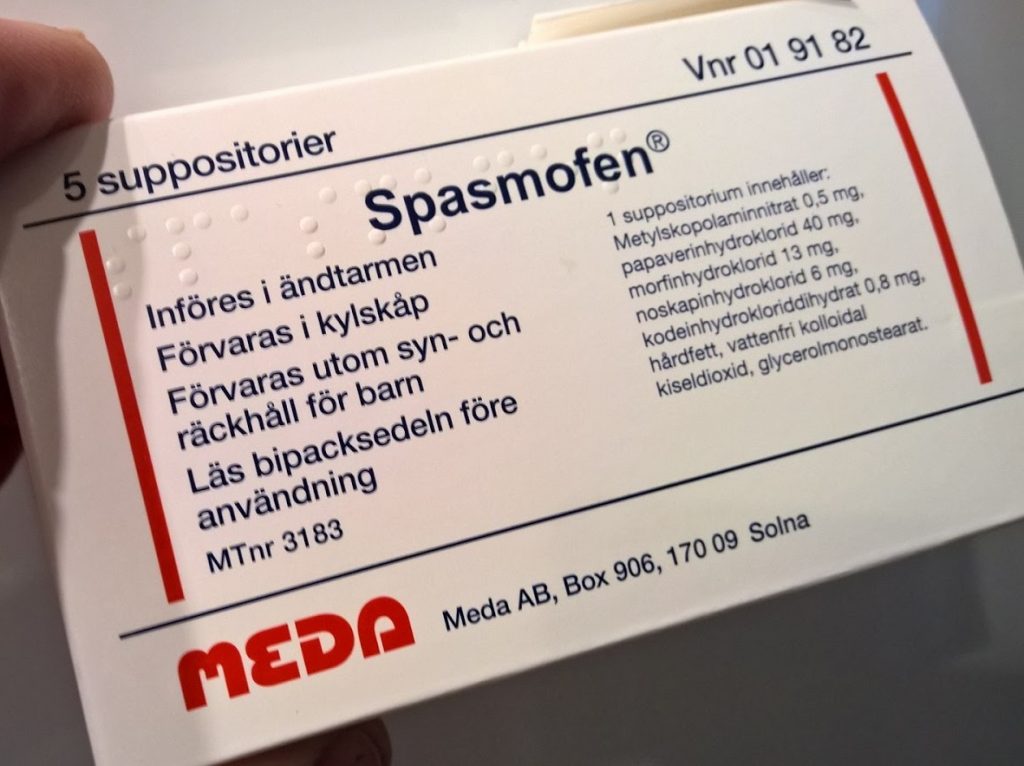 5 suppositorier
Vnr 01 91 82
Spasmofen®
Införes i ändtarmen
Förvaras i kylskåp
Förvaras utom syn- och
räckhåll för barn
Läs bipacksedeln före
användning
MTnr 3183
1 suppositorium innehåller:
Metylskopolaminnitrat 0,5 mg,
papaverinhydroklorid 40 mg,
morfinhydroklorid 13 mg,
noskapinhydroklorid 6 mg,
kodeinhydrokloriddihydrat 0,8 mg,
hårdfett, vattenfri kolloidal
kiseldioxid, glycerolmonostearat.
MEDA
Meda AB, Box 906, 170 09 Solna